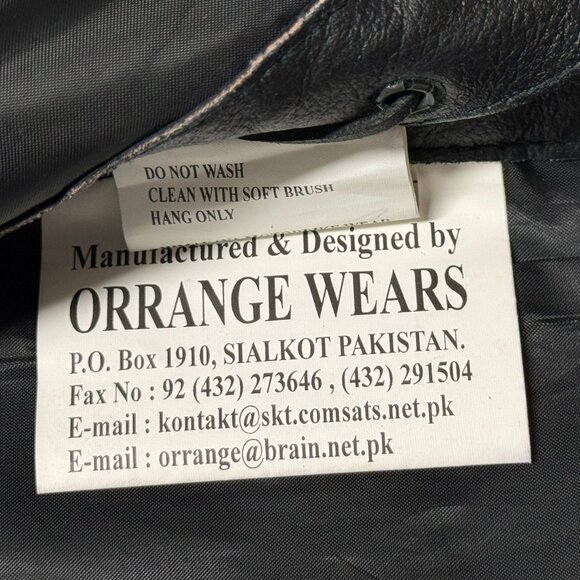 DO NOT WASH
CLEAN WITH SOFT BRUSH
HANG ONLY
Manufactured & Designed by
ORRANGE WEARS
P.O. Box 1910, SIALKOT PAKISTAN.
Fax No : 92 (432) 273646 , (432) 291504
E-mail : kontakt@skt.comsats.net.pk
E-mail : orrange@brain.net.pk